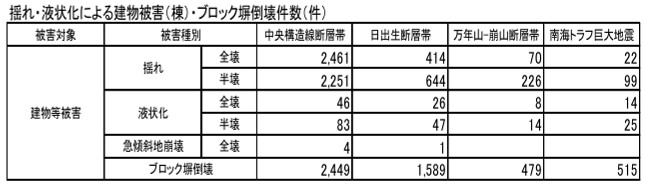 揺れ・液状化による建物被害(棟)・ブロック塀倒壊件数(件)
被害対象 被害種別 中央構造線断層帯 日出生断層帯 万年山-崩山断層帯 南海トラフ巨大地震
建物等被害 揺れ 全壊 2,461 414 70 22
半壊 2,251 644 226 99
液状化 全壊 46 26 8 14
半壊 83 47 14 25
急傾斜地崩壊 全壊 4 1
ブロック塀倒壊 2,449 1,589 479 515